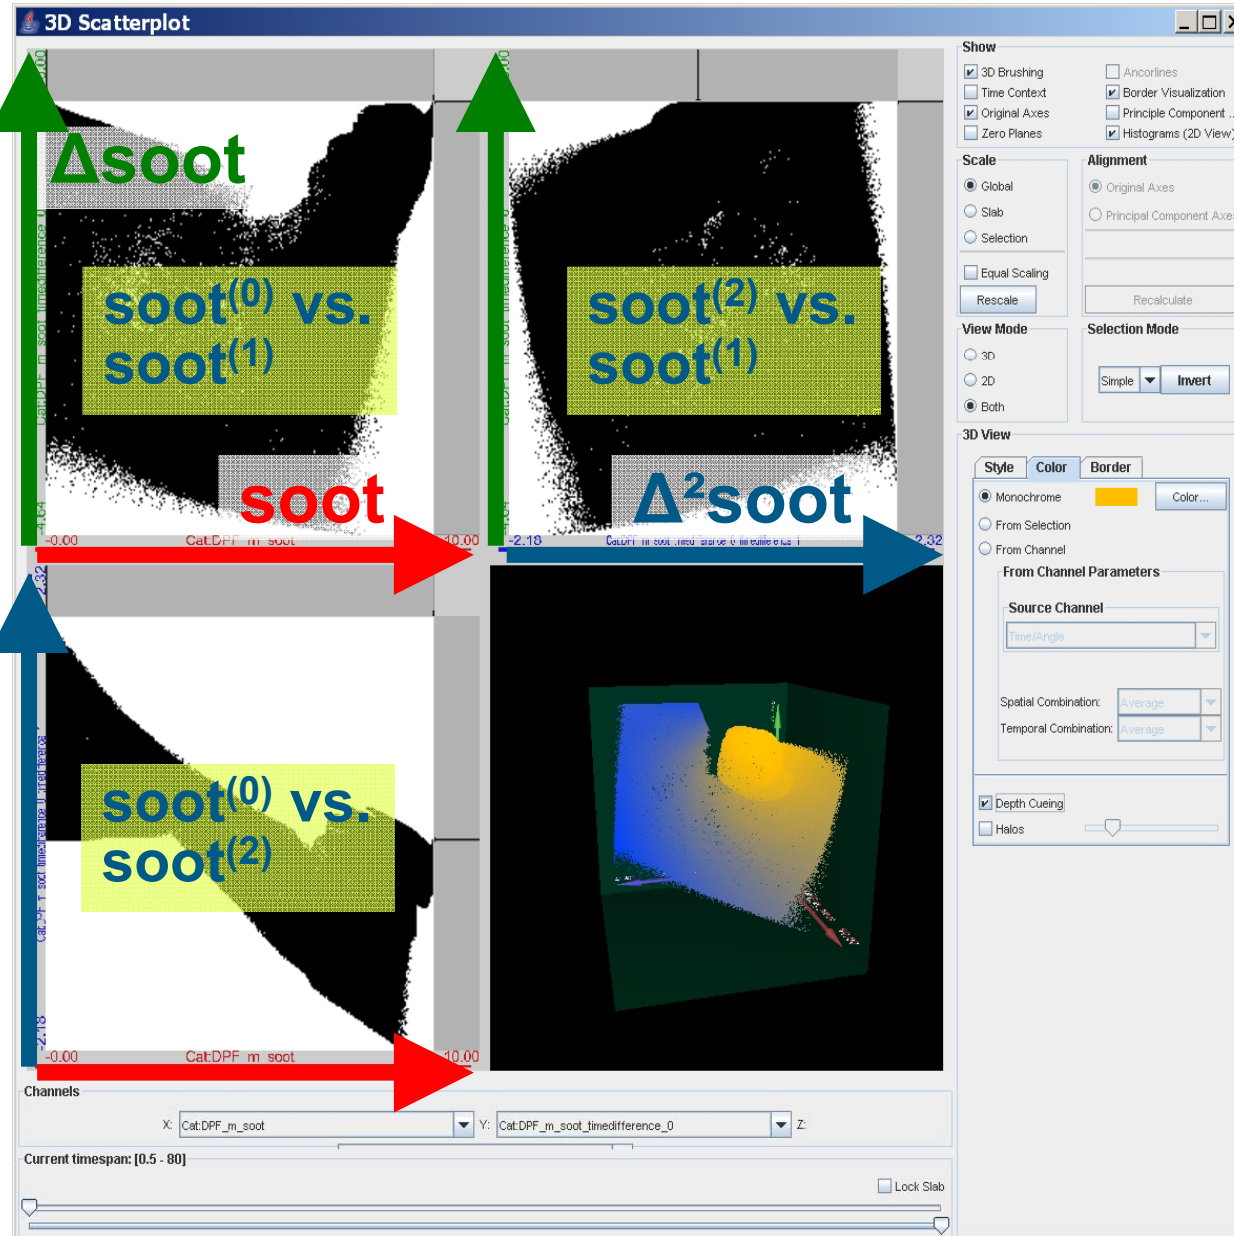 3D Scatterplot
Δsoot
soot(0) vs.
soot(1)
soot
-0.00
Cat:DPF_m_soot
10.00
soot(2) vs.
soot(1)
Δ²soot
-2.18
2.32
soot(0) vs.
soot(2)
2.32
-2.18
-0.00
Cat:DPF_m_soot
10.00
Show
3D Brushing
Ancorlines
Time Context
Border Visualization
Original Axes
Principle Component ...
Zero Planes
Histograms (2D View)
Scale
Alignment
Global
Original Axes
Slab
Principal Component Axes
Selection
Equal Scaling
Rescale
Recalculate
View Mode
Selection Mode
3D
2D
Simple
Invert
Both
3D View
Style
Color
Border
Monochrome
Color...
From Selection
From Channel
From Channel Parameters
Source Channel
Time/Angle
Spatial Combination:
Average
Temporal Combination:
Average
Depth Cueing
Halos
Channels
X:
Cat:DPF_m_soot
Y:
Cat:DPF_m_soot_timedifference_0
Z:
Current timespan: [0.5 - 80]
Lock Slab